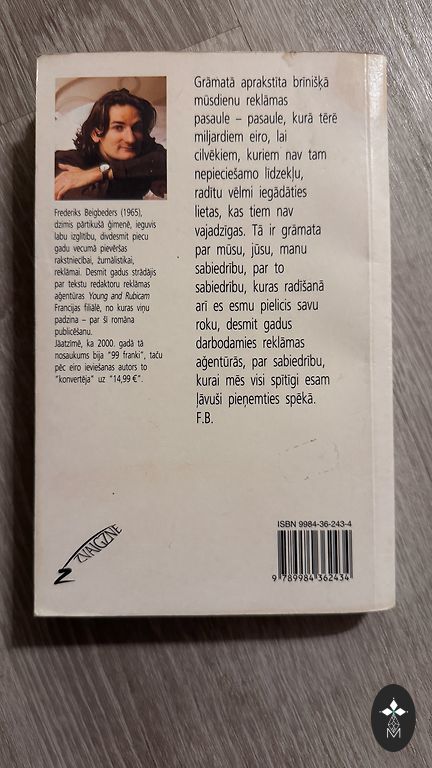 Grāmatā aprakstīta brīnišķā
mūsdienu reklāmas
pasaule – pasaule, kurā tērē
miljardiem eiro, lai
cilvēkiem, kuriem nav tam
nepieciešamo līdzekļu,
radītu vēlmi iegādāties
lietas, kas tiem nav
vajadzīgas. Tā ir grāmata
par mūsu, jūsu, manu
sabiedrību, par to
sabiedrību, kuras radīšanā
arī es esmu pielicis savu
roku, desmit gadus
darbodamies reklāmas
aģentūrās, par sabiedrību,
kurai mēs visi spītīgi esam
ļāvuši pieņemties spēkā.
F.B.
Frederiks Beigbeders (1965),
dzimis pārtikušā ģimenē, ieguvis
labu izglītību, divdesmit piecu
gadu vecumā pievēršas
rakstniecībai, žurnālistikai,
reklāmai. Desmit gadus strādājis
par tekstu redaktoru reklāmas
aģentūras Young and Rubicam
Francijas filiālē, no kuras viņu
padzina – par šī romāna
publicēšanu.
Jāatzīmē, ka 2000. gadā tā
nosaukums bija "99 franki", taču
pēc eiro ieviešanas autors to
"konvertēja" uz "14,99 €".
ZVAIGZNE
ISBN 9984-36-243-4
9 789984 362434
M